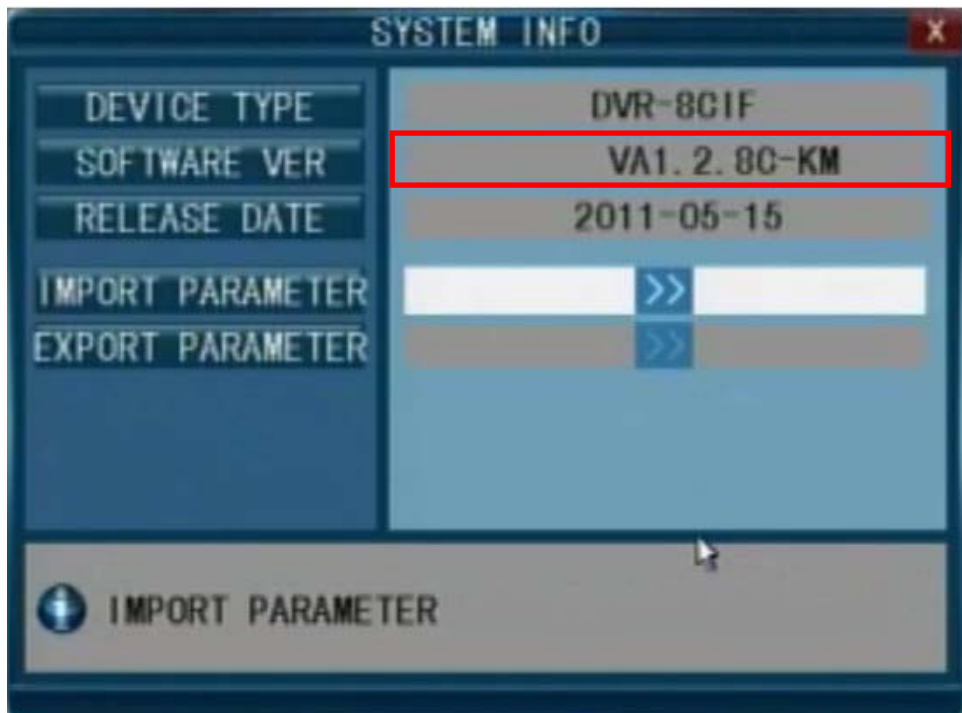 SYSTEM INFO X
DEVICE TYPE DVR-8CIF
SOFTWARE VER VA1.2.8C-KM
RELEASE DATE 2011-05-15
IMPORT PARAMETER >>
EXPORT PARAMETER >>
IMPORT PARAMETER